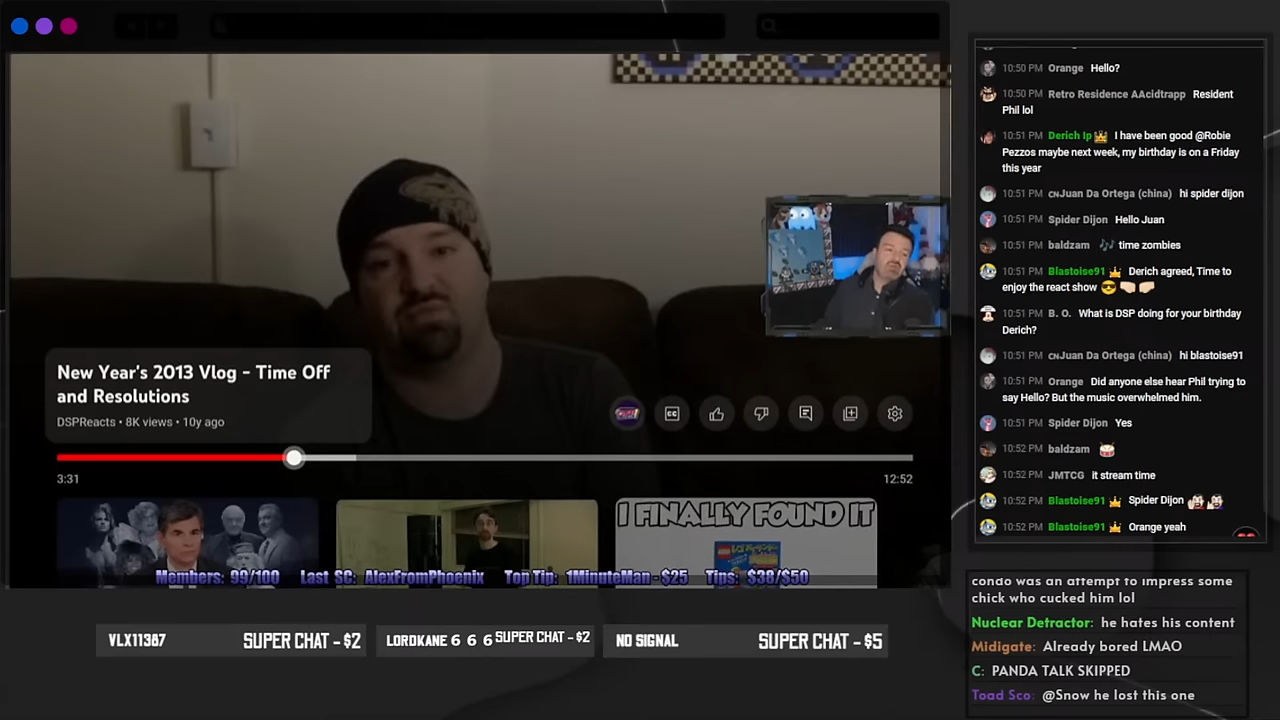 New Year's 2013 Vlog - Time Off
and Resolutions
DSPReacts • 8K views • 10y ago
CC
3:31
12:52
I FINALLY FOUND IT
Members: 99/100 Last SC: AlexFromPhoenix Top Tip: 1MinuteMan - $25 Tips: $38/$50
VLX11387 SUPER CHAT - $2
LORDKANE 6 6 6 SUPER CHAT - $2
NO SIGNAL SUPER CHAT - $5
10:50 PM Orange Hello?
10:50 PM Retro Residence AAcidtrapp Resident
Phil lol
10:51 PM Derich Ip I have been good @Robie
Pezzos maybe next week, my birthday is on a Friday
this year
10:51 PM CNJuan Da Ortega (china) hi spider dijon
10:51 PM Spider Dijon Hello Juan
10:51 PM baldzam time zombies
10:51 PM Blastoise91 Derich agreed, Time to
enjoy the react show
10:51 PM B. O. What is DSP doing for your birthday
Derich?
10:51 PM CNJuan Da Ortega (china) hi blastoise91
10:51 PM Orange Did anyone else hear Phil trying to
say Hello? But the music overwhelmed him.
10:51 PM Spider Dijon Yes
10:52 PM baldzam
10:52 PM JMTCG it stream time
10:52 PM Blastoise91 Spider Dijon
10:52 PM Blastoise91 Orange yeah
condo was an attempt to impress some
chick who cucked him lol
Nuclear Detractor: he hates his content
Midigate: Already bored LMAO
C: PANDA TALK SKIPPED
Toad Sco: @Snow he lost this one